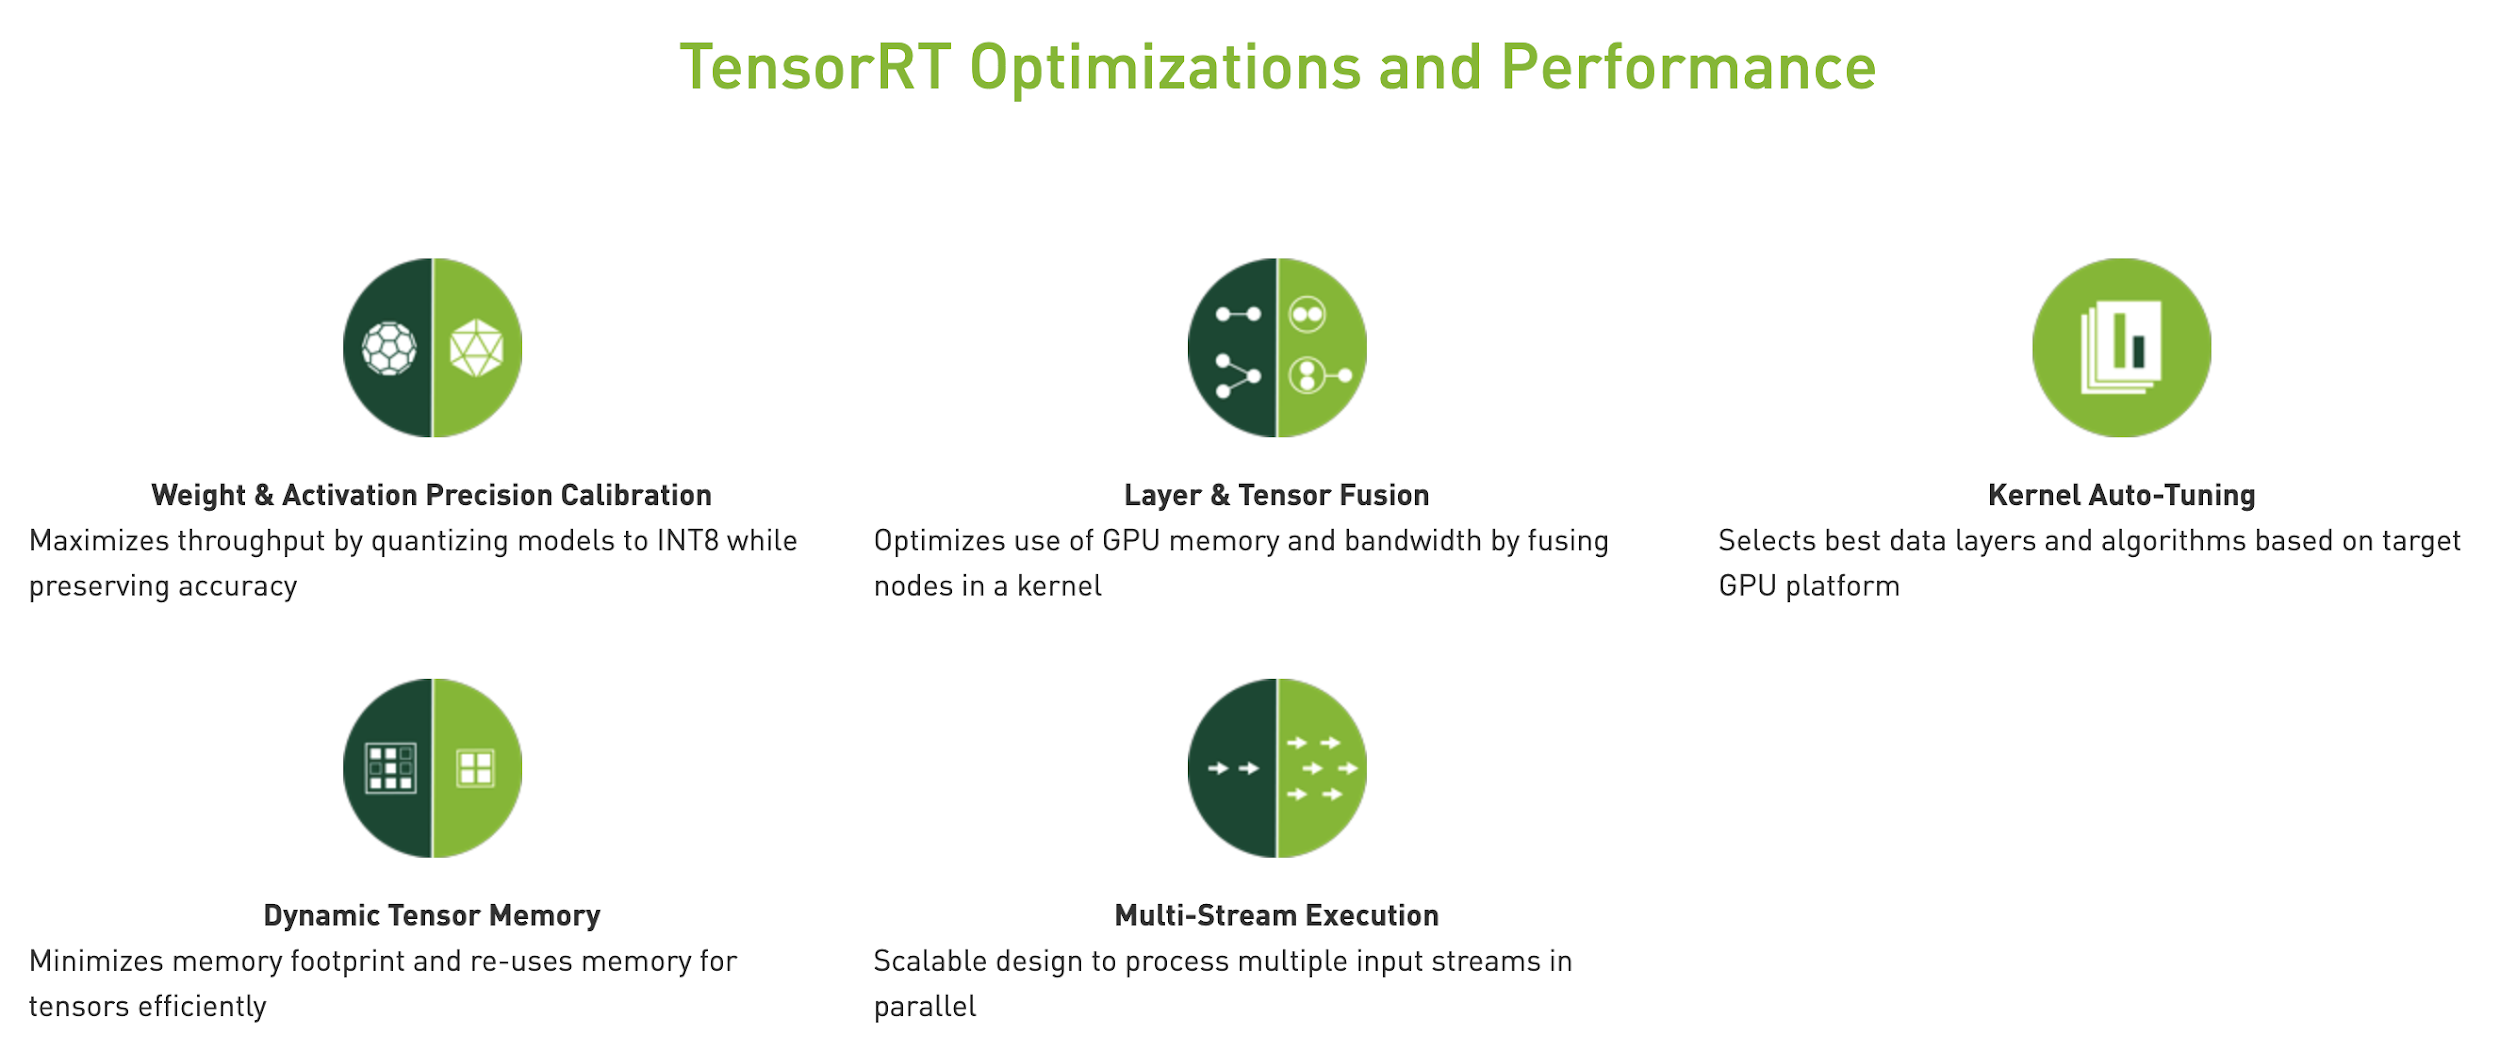 TensorRT Optimizations and Performance
Weight & Activation Precision Calibration
Maximizes throughput by quantizing models to INT8 while
preserving accuracy
Layer & Tensor Fusion
Optimizes use of GPU memory and bandwidth by fusing
nodes in a kernel
Kernel Auto-Tuning
Selects best data layers and algorithms based on target
GPU platform
Dynamic Tensor Memory
Minimizes memory footprint and re-uses memory for
tensors efficiently
Multi-Stream Execution
Scalable design to process multiple input streams in
parallel